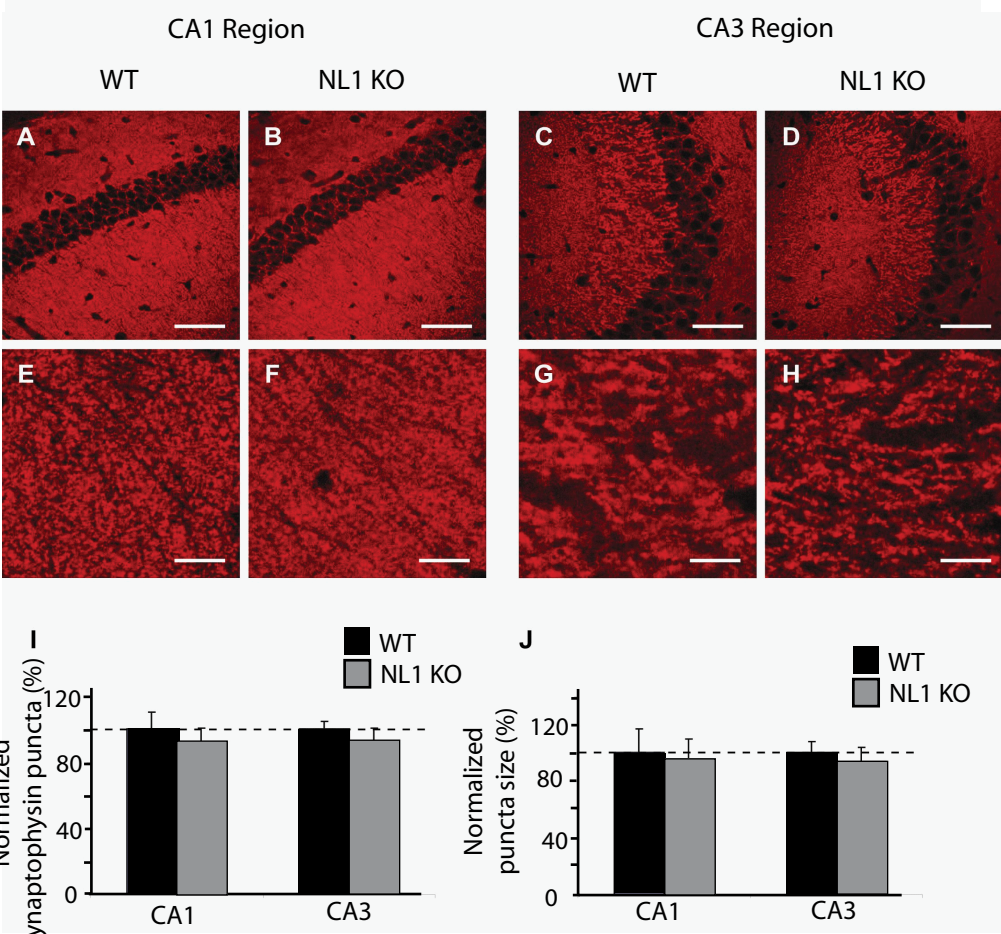 CA1 Region
CA3 Region
WT
NL1 KO
WT
NL1 KO
A
B
C
D
E
F
G
H
I
WT
NL1 KO
Normalized
ynaptophysin puncta (%)
120
80
40
0
CA1
CA3
J
WT
NL1 KO
Normalized
puncta size (%)
120
80
40
0
CA1
CA3